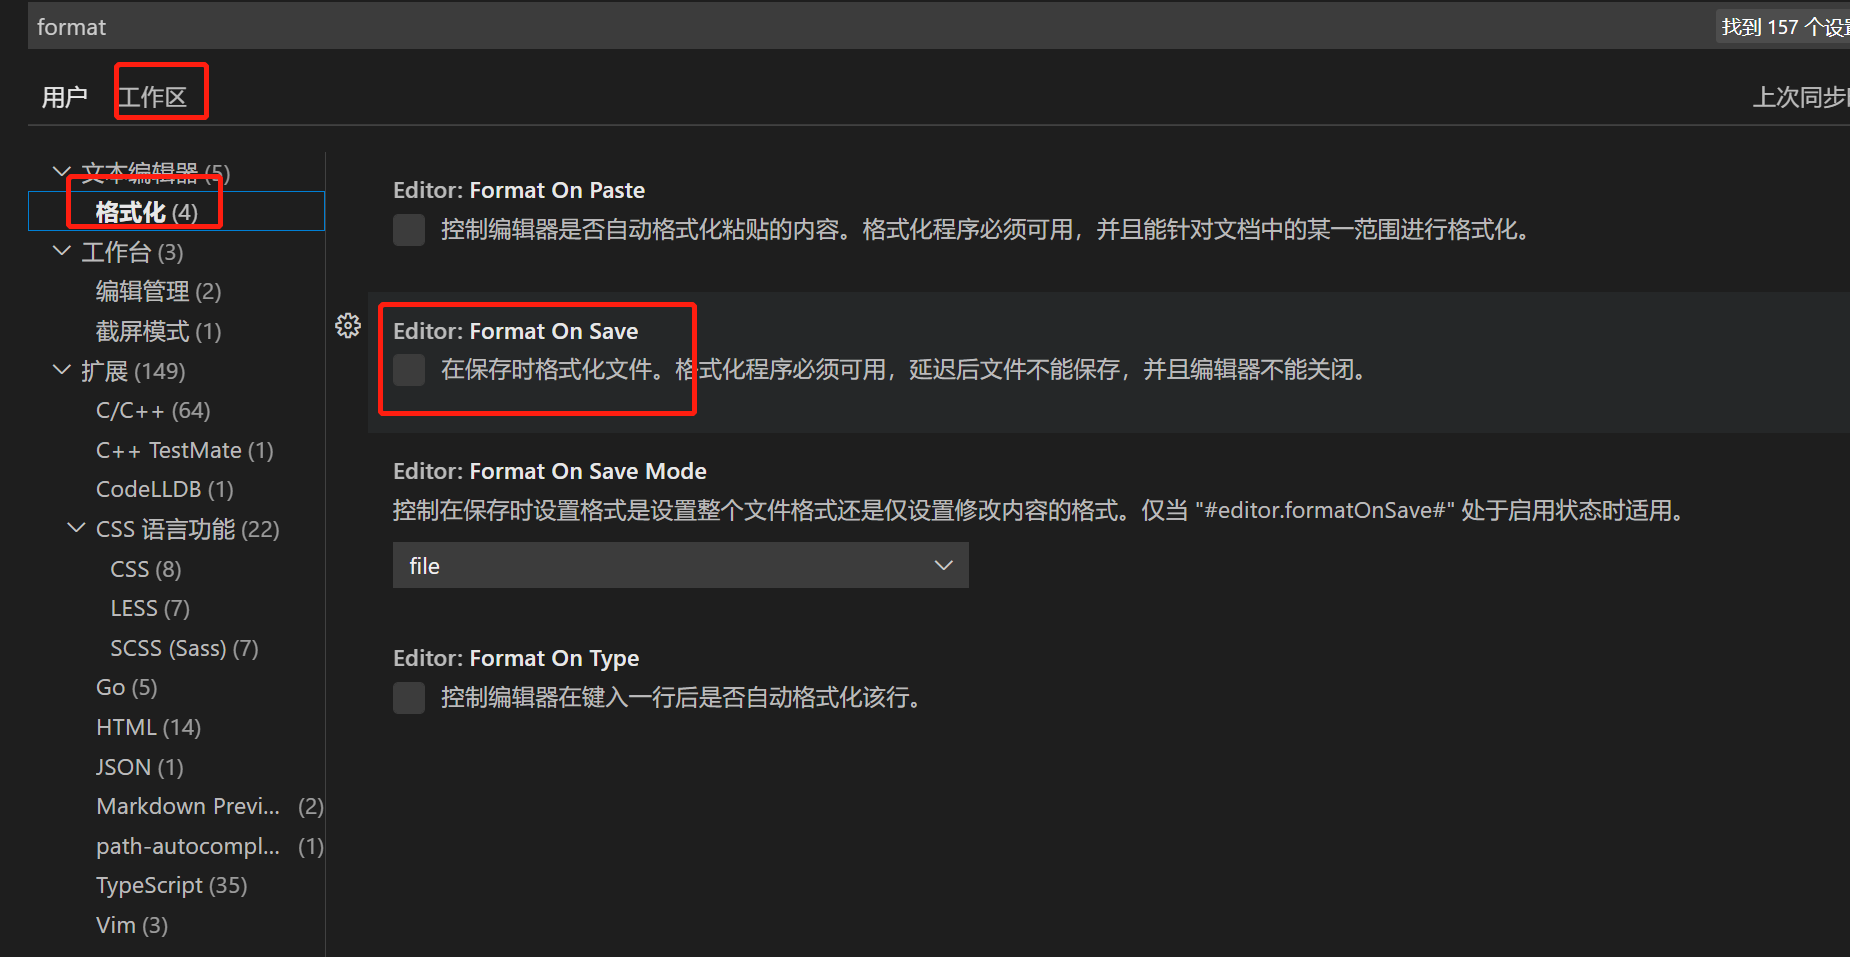 format
找到 157 个设置
用户 工作区
上次同步
文本编辑器 (5)
格式化 (4)
工作台 (3)
编辑管理 (2)
截屏模式 (1)
扩展 (149)
C/C++ (64)
C++ TestMate (1)
CodeLLDB (1)
CSS 语言功能 (22)
CSS (8)
LESS (7)
SCSS (Sass) (7)
Go (5)
HTML (14)
JSON (1)
Markdown Previ... (2)
path-autocompl... (1)
TypeScript (35)
Vim (3)
Editor: Format On Paste
控制编辑器是否自动格式化粘贴的内容。格式化程序必须可用，并且能针对文档中的某一范围进行格式化。
Editor: Format On Save
在保存时格式化文件。格式化程序必须可用，延迟后文件不能保存，并且编辑器不能关闭。
Editor: Format On Save Mode
控制在保存时设置格式是设置整个文件格式还是仅设置修改内容的格式。仅当 "#editor.formatOnSave#" 处于启用状态时适用。
file
Editor: Format On Type
控制编辑器在键入一行后是否自动格式化该行。